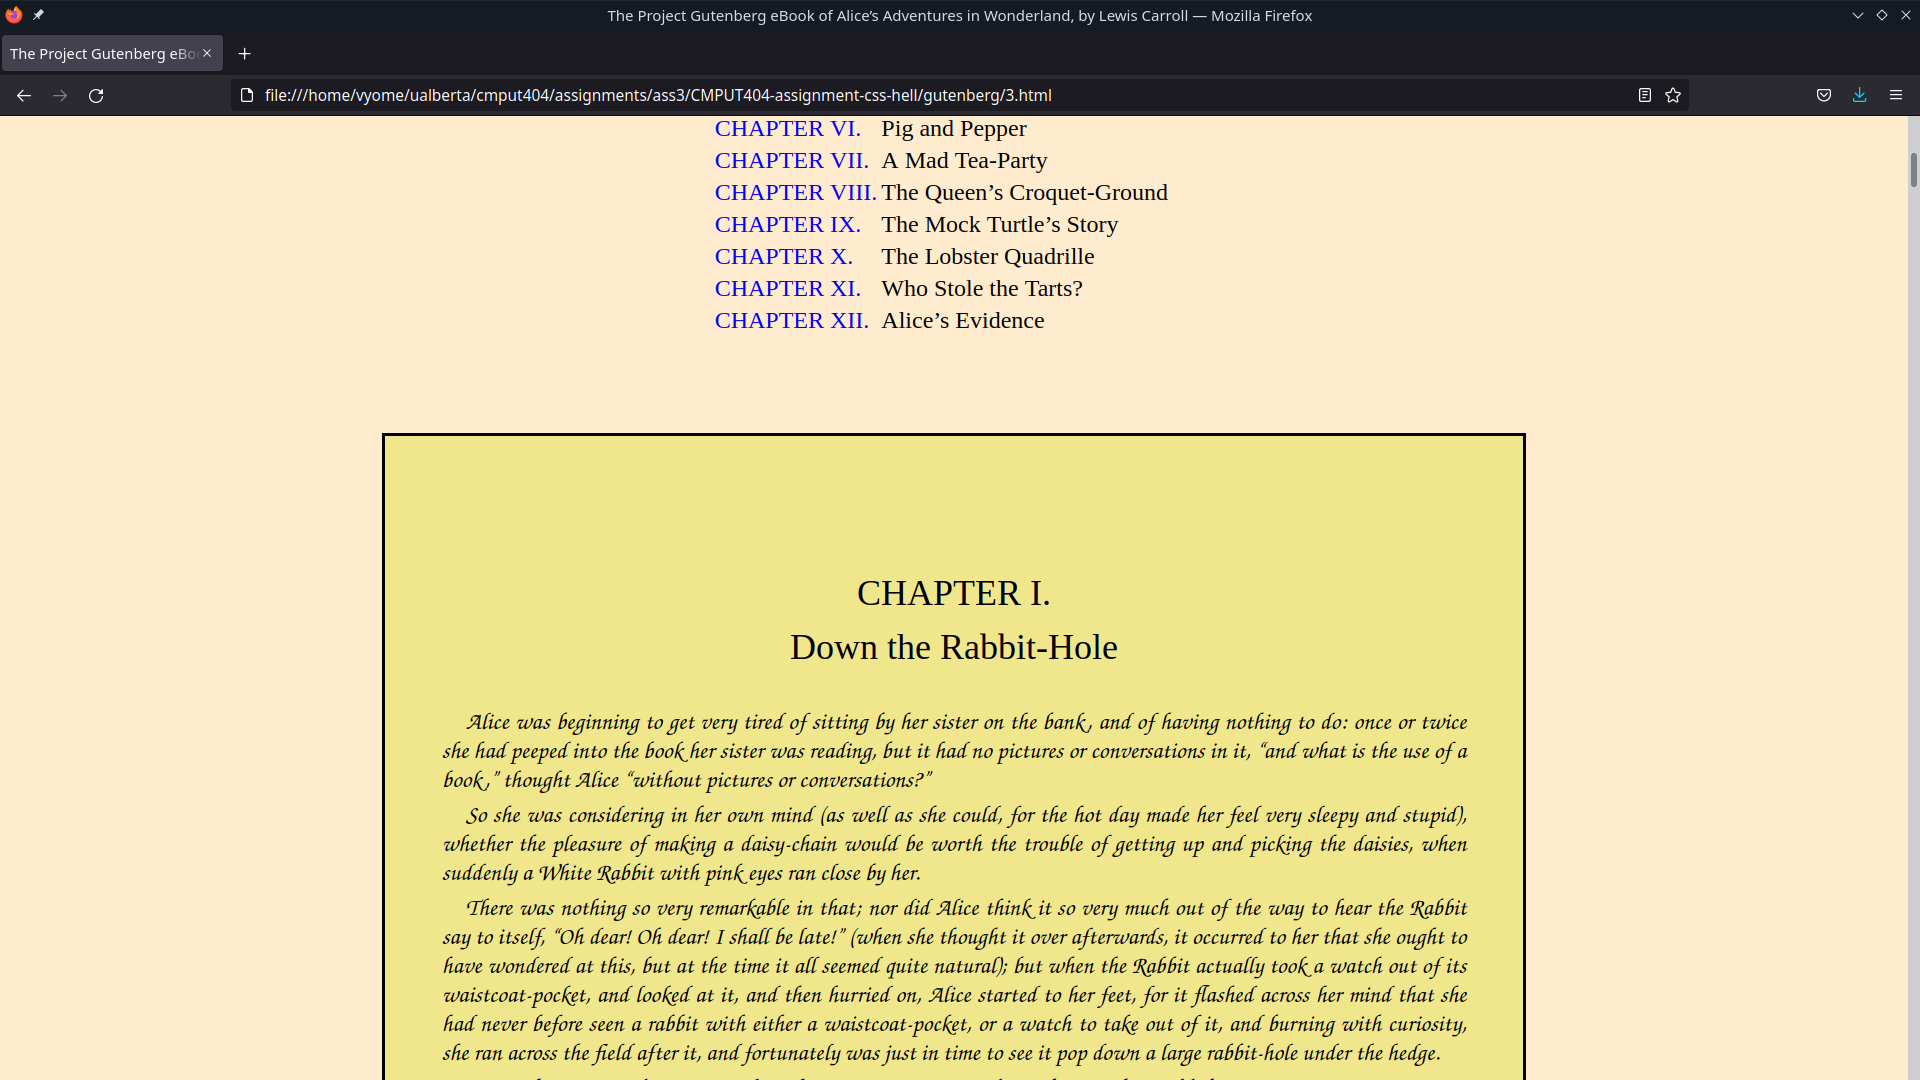 The Project Gutenberg eBook of Alice’s Adventures in Wonderland, by Lewis Carroll — Mozilla Firefox
The Project Gutenberg eBo
file:///home/vyome/ualberta/cmput404/assignments/ass3/CMPUT404-assignment-css-hell/gutenberg/3.html
CHAPTER VI. Pig and Pepper
CHAPTER VII. A Mad Tea-Party
CHAPTER VIII. The Queen’s Croquet-Ground
CHAPTER IX. The Mock Turtle’s Story
CHAPTER X. The Lobster Quadrille
CHAPTER XI. Who Stole the Tarts?
CHAPTER XII. Alice’s Evidence
CHAPTER I.
Down the Rabbit-Hole
Alice was beginning to get very tired of sitting by her sister on the bank, and of having nothing to do: once or twice
she had peeped into the book her sister was reading, but it had no pictures or conversations in it, “and what is the use of a
book,” thought Alice “without pictures or conversations?”
So she was considering in her own mind (as well as she could, for the hot day made her feel very sleepy and stupid),
whether the pleasure of making a daisy-chain would be worth the trouble of getting up and picking the daisies, when
suddenly a White Rabbit with pink eyes ran close by her.
There was nothing so very remarkable in that; nor did Alice think it so very much out of the way to hear the Rabbit
say to itself, “Oh dear! Oh dear! I shall be late!” (when she thought it over afterwards, it occurred to her that she ought to
have wondered at this, but at the time it all seemed quite natural); but when the Rabbit actually took a watch out of its
waistcoat-pocket, and looked at it, and then hurried on, Alice started to her feet, for it flashed across her mind that she
had never before seen a rabbit with either a waistcoat-pocket, or a watch to take out of it, and burning with curiosity,
she ran across the field after it, and fortunately was just in time to see it pop down a large rabbit-hole under the hedge.